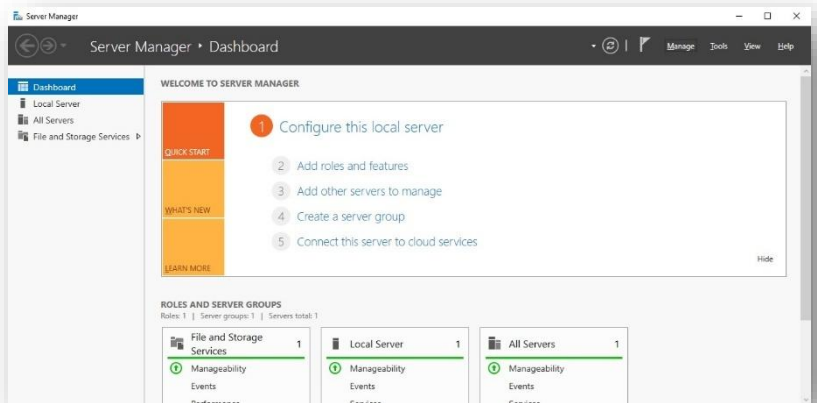 Server Manager
Server Manager • Dashboard
Manage Tools View Help
Dashboard
Local Server
All Servers
File and Storage Services
WELCOME TO SERVER MANAGER
QUICK START
WHAT'S NEW
LEARN MORE
1 Configure this local server
2 Add roles and features
3 Add other servers to manage
4 Create a server group
5 Connect this server to cloud services
Hide
ROLES AND SERVER GROUPS
Roles: 1 | Server groups: 1 | Servers total: 1
File and Storage
Services
1
Manageability
Events
Performance
Local Server 1
Manageability
Events
Services
All Servers 1
Manageability
Events
Services